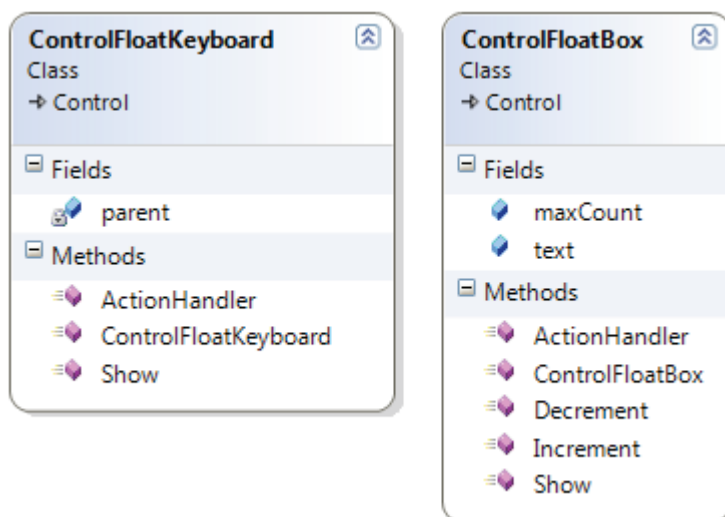 ControlFloatKeyboard
Class
Control
Fields
parent
Methods
ActionHandler
ControlFloatKeyboard
Show
ControlFloatBox
Class
Control
Fields
maxCount
text
Methods
ActionHandler
ControlFloatBox
Decrement
Increment
Show